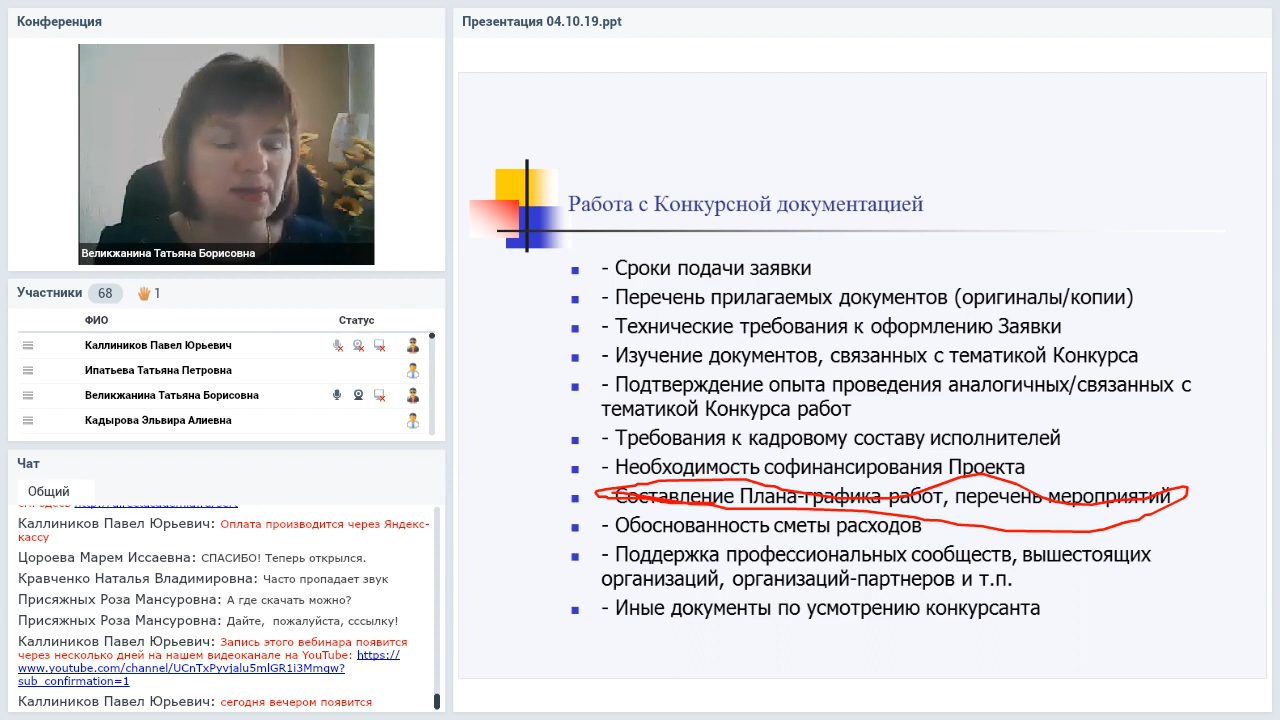 Конференция
Великжанина Татьяна Борисовна
Участники 68 1
ФИО Статус
Каллиников Павел Юрьевич
Ипатьева Татьяна Петровна
Великжанина Татьяна Борисовна
Кадырова Эльвира Алиевна
Чат
Общий
Каллиников Павел Юрьевич: Оплата производится через Яндекс-
кассу
Цороева Марем Иссаевна: СПАСИБО! Теперь открылся.
Кравченко Наталья Владимировна: Часто пропадает звук
Присяжных Роза Мансуровна: А где скачать можно?
Присяжных Роза Мансуровна: Дайте, пожалуйста, сссылку!
Каллиников Павел Юрьевич: Запись этого вебинара появится
через несколько дней на нашем видеоканале на YouTube: https://
www.youtube.com/channel/UCnTxPyvjalu5mlGR1i3Mmqw?
sub_confirmation=1
Каллиников Павел Юрьевич: сегодня вечером появится
Презентация 04.10.19.ppt
Работа с Конкурсной документацией
- Сроки подачи заявки
- Перечень прилагаемых документов (оригиналы/копии)
- Технические требования к оформлению Заявки
- Изучение документов, связанных с тематикой Конкурса
- Подтверждение опыта проведения аналогичных/связанных с
тематикой Конкурса работ
- Требования к кадровому составу исполнителей
- Необходимость софинансирования Проекта
- Составление Плана-графика работ, перечень мероприятий
- Обоснованность сметы расходов
- Поддержка профессиональных сообществ, вышестоящих
организаций, организаций-партнеров и т.п.
- Иные документы по усмотрению конкурсанта